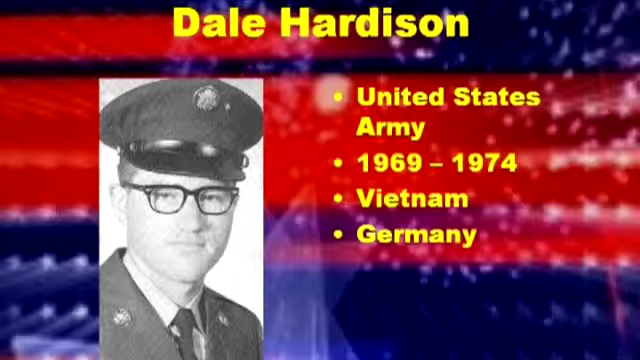 Dale Hardison
• United States
Army
• 1969 – 1974
• Vietnam
• Germany